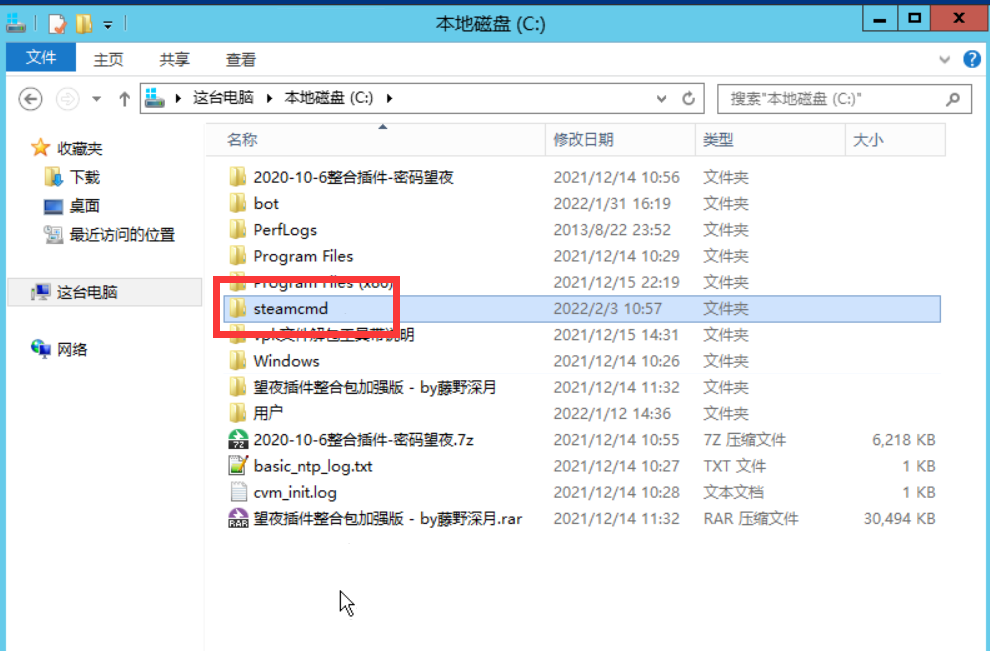 本地磁盘 (C:)
文件 主页 共享 查看
这台电脑 本地磁盘 (C:) 搜索"本地磁盘 (C:)"
名称 修改日期 类型 大小
收藏夹
下载
桌面
最近访问的位置
这台电脑
网络
2020-10-6整合插件-密码望夜 2021/12/14 10:56 文件夹
bot 2022/1/31 16:19 文件夹
PerfLogs 2013/8/22 23:52 文件夹
Program Files 2021/12/14 10:29 文件夹
Program Files (x86) 2021/12/15 22:19 文件夹
steamcmd 2022/2/3 10:57 文件夹
vpk文件解包工具带说明 2021/12/15 14:31 文件夹
Windows 2021/12/14 10:26 文件夹
望夜插件整合包加强版 - by藤野深月 2021/12/14 11:32 文件夹
用户 2022/1/12 14:36 文件夹
2020-10-6整合插件-密码望夜.7z 2021/12/14 10:55 7Z 压缩文件 6,218 KB
basic_ntp_log.txt 2021/12/14 10:27 TXT 文件 1 KB
cvm_init.log 2021/12/14 10:28 文本文档 1 KB
望夜插件整合包加强版 - by藤野深月.rar 2021/12/14 11:32 RAR 压缩文件 30,494 KB